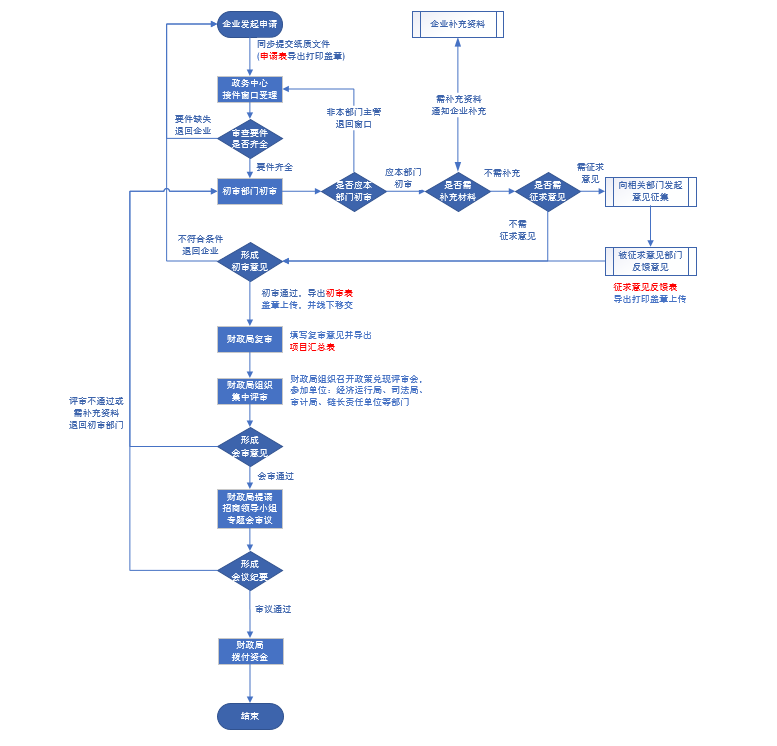 企业发起申请
企业补充资料
同步提交纸质文件
(申请表导出打印盖章)
政务中心
接件窗口受理
需补充资料
通知企业补充
要件缺失
退回企业
非本部门主管
退回窗口
审查要件
是否齐全
要件齐全
应本部门
初审
不需补充
需征求
意见
初审部门初审
是否应本
部门初审
是否需
补充材料
是否需
征求意见
向相关部门发起
意见征集
不需
征求意见
不符合条件
退回企业
形成
初审意见
被征求意见部门
反馈意见
征求意见反馈表
导出打印盖章上传
初审通过，导出初审表
盖章上传，并线下移交
财政局复审
填写复审意见并导出
项目汇总表
财政局组织
集中评审
财政局组织召开政策兑现评审会，
参加单位：经济运行局、司法局、
审计局、链长责任单位等部门
评审不通过或
需补充资料
退回初审部门
形成
会审意见
会审通过
财政局提请
招商领导小组
专题会审议
形成
会议纪要
审议通过
财政局
拨付资金
结束